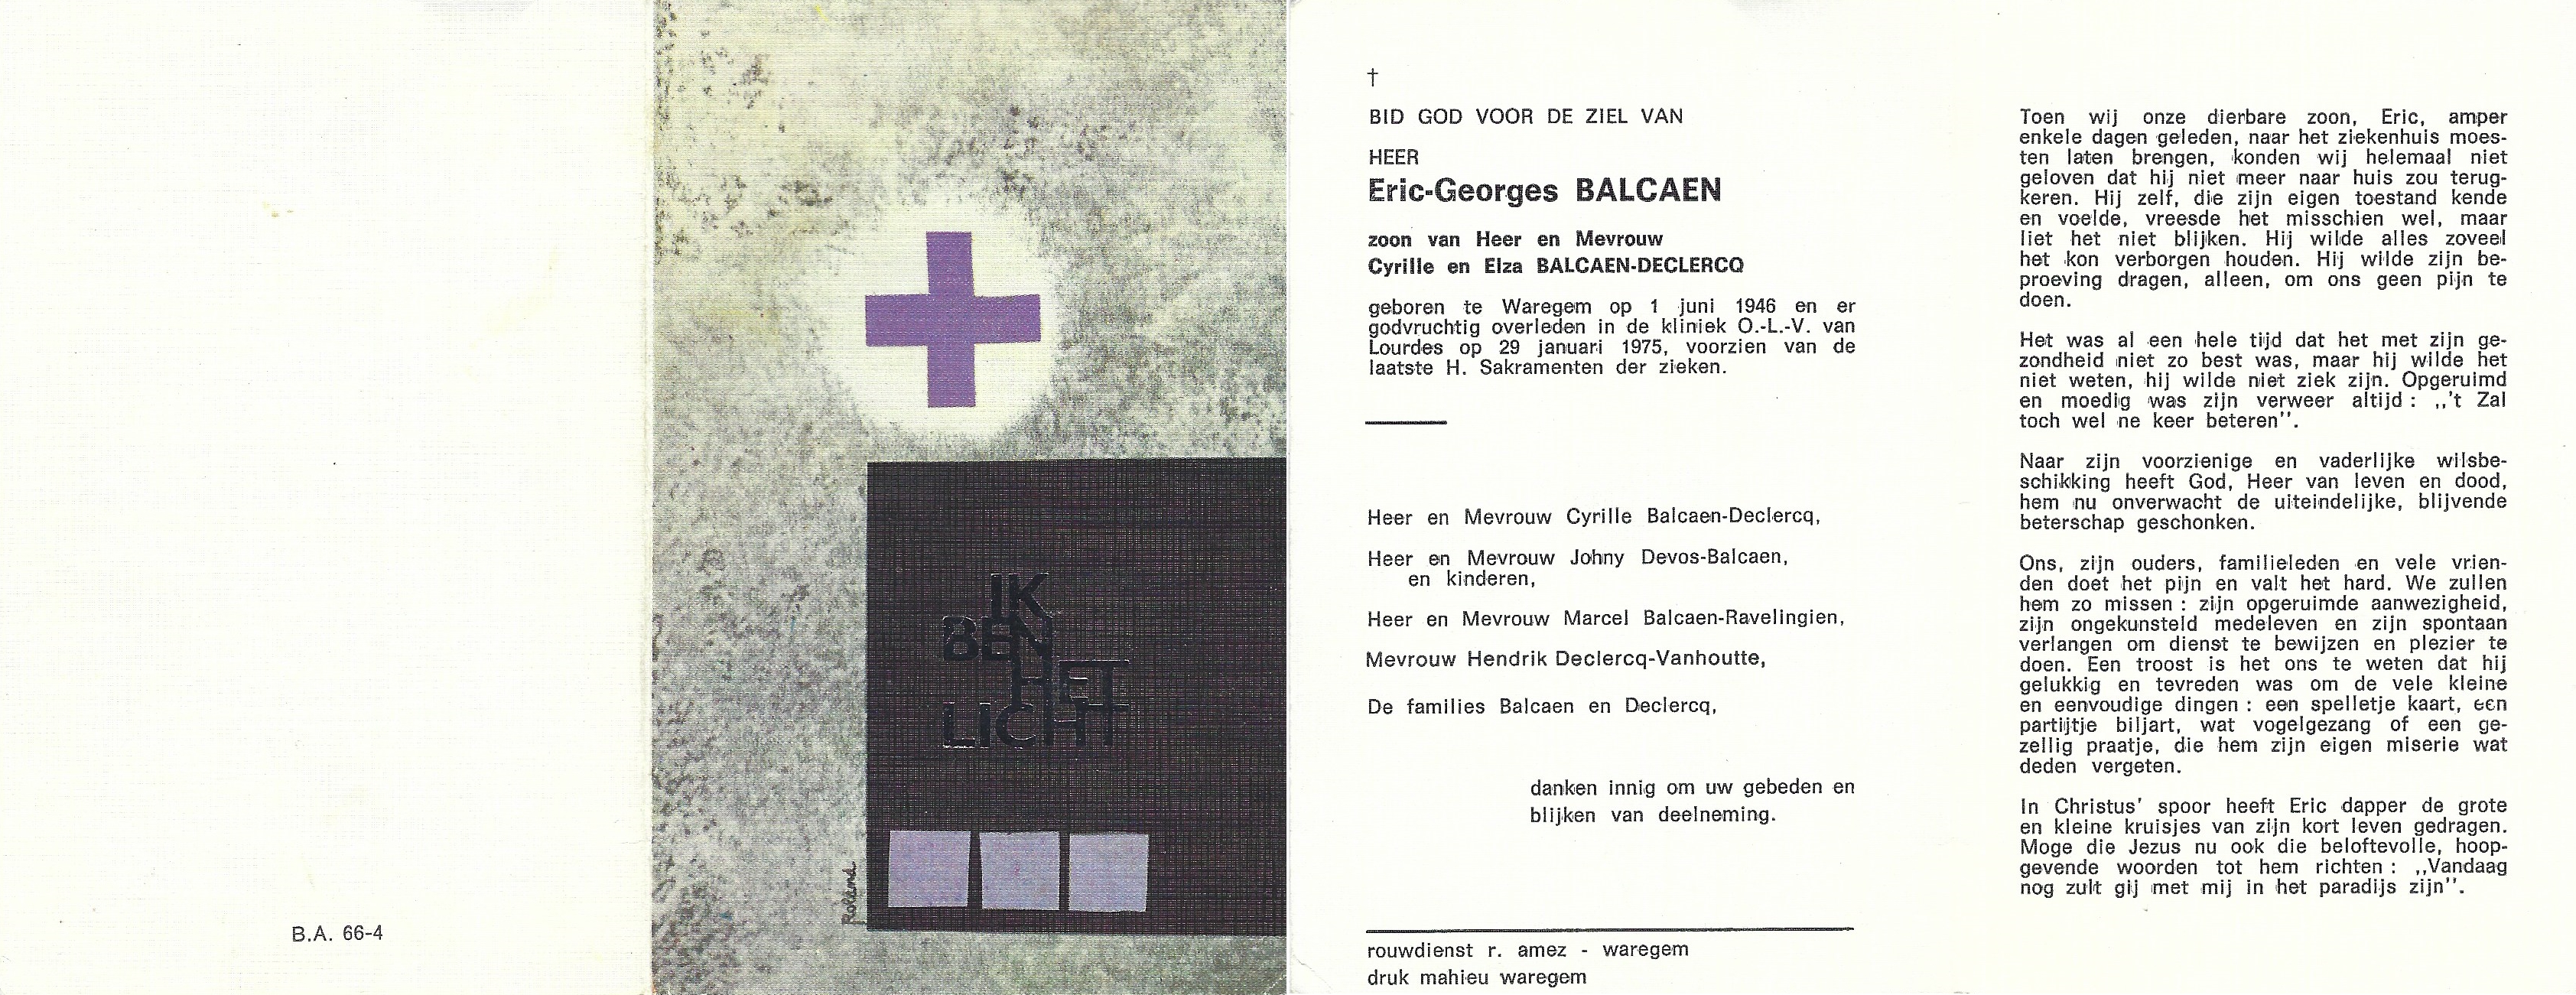 B.A. 66-4
IK
BEN
HET
LICHT
Roland
†
BID GOD VOOR DE ZIEL VAN
HEER
Eric-Georges BALCAEN
zoon van Heer en Mevrouw
Cyrille en Elza BALCAEN-DECLERCQ
geboren te Waregem op 1 juni 1946 en er
godvruchtig overleden in de kliniek O.-L.-V. van
Lourdes op 29 januari 1975, voorzien van de
laatste H. Sakramenten der zieken.
Heer en Mevrouw Cyrille Balcaen-Declercq,
Heer en Mevrouw Johny Devos-Balcaen,
en kinderen,
Heer en Mevrouw Marcel Balcaen-Ravelingien,
Mevrouw Hendrik Declercq-Vanhoutte,
De families Balcaen en Declercq,
danken innig om uw gebeden en
blijken van deelneming.
rouwdienst r. amez - waregem
druk mahieu waregem
Toen wij onze dierbare zoon, Eric, amper
enkele dagen geleden, naar het ziekenhuis moes-
ten laten brengen, konden wij helemaal niet
geloven dat hij niet meer naar huis zou terug-
keren. Hij zelf, die zijn eigen toestand kende
en voelde, vreesde het misschien wel, maar
liet het niet blijken. Hij wilde alles zoveel
het kon verborgen houden. Hij wilde zijn be-
proeving dragen, alleen, om ons geen pijn te
doen.
Het was al een hele tijd dat het met zijn ge-
zondheid niet zo best was, maar hij wilde het
niet weten, hij wilde niet ziek zijn. Opgeruimd
en moedig was zijn verweer altijd : ,,'t Zal
toch wel ne keer beteren''.
Naar zijn voorzienige en vaderlijke wilsbe-
schikking heeft God, Heer van leven en dood,
hem nu onverwacht de uiteindelijke, blijvende
beterschap geschonken.
Ons, zijn ouders, familieleden en vele vrien-
den doet het pijn en valt het hard. We zullen
hem zo missen : zijn opgeruimde aanwezigheid,
zijn ongekunsteld medeleven en zijn spontaan
verlangen om dienst te bewijzen en plezier te
doen. Een troost is het ons te weten dat hij
gelukkig en tevreden was om de vele kleine
en eenvoudige dingen : een spelletje kaart, een
partijtje biljart, wat vogelgezang of een ge-
zellig praatje, die hem zijn eigen miserie wat
deden vergeten.
In Christus' spoor heeft Eric dapper de grote
en kleine kruisjes van zijn kort leven gedragen.
Moge die Jezus nu ook die beloftevolle, hoop-
gevende woorden tot hem richten : ,,Vandaag
nog zult gij met mij in het paradijs zijn''.